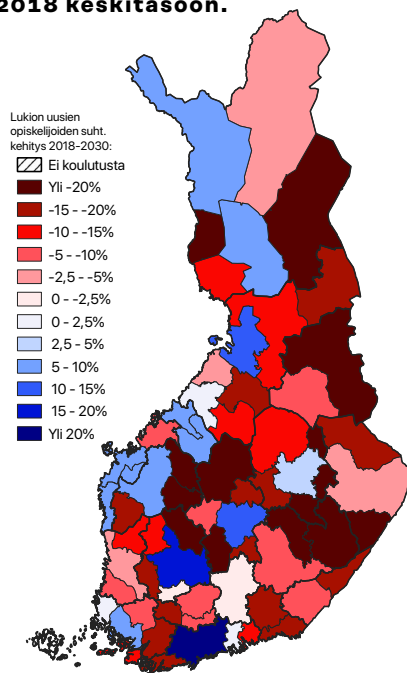 2018 keskitasoon.
Lukion uusien
opiskelijoiden suht.
kehitys 2018-2030:
Ei koulutusta
Yli -20%
-15 - -20%
-10 - -15%
-5 - -10%
-2,5 - -5%
0 - -2,5%
0 - 2,5%
2,5 - 5%
5 - 10%
10 - 15%
15 - 20%
Yli 20%